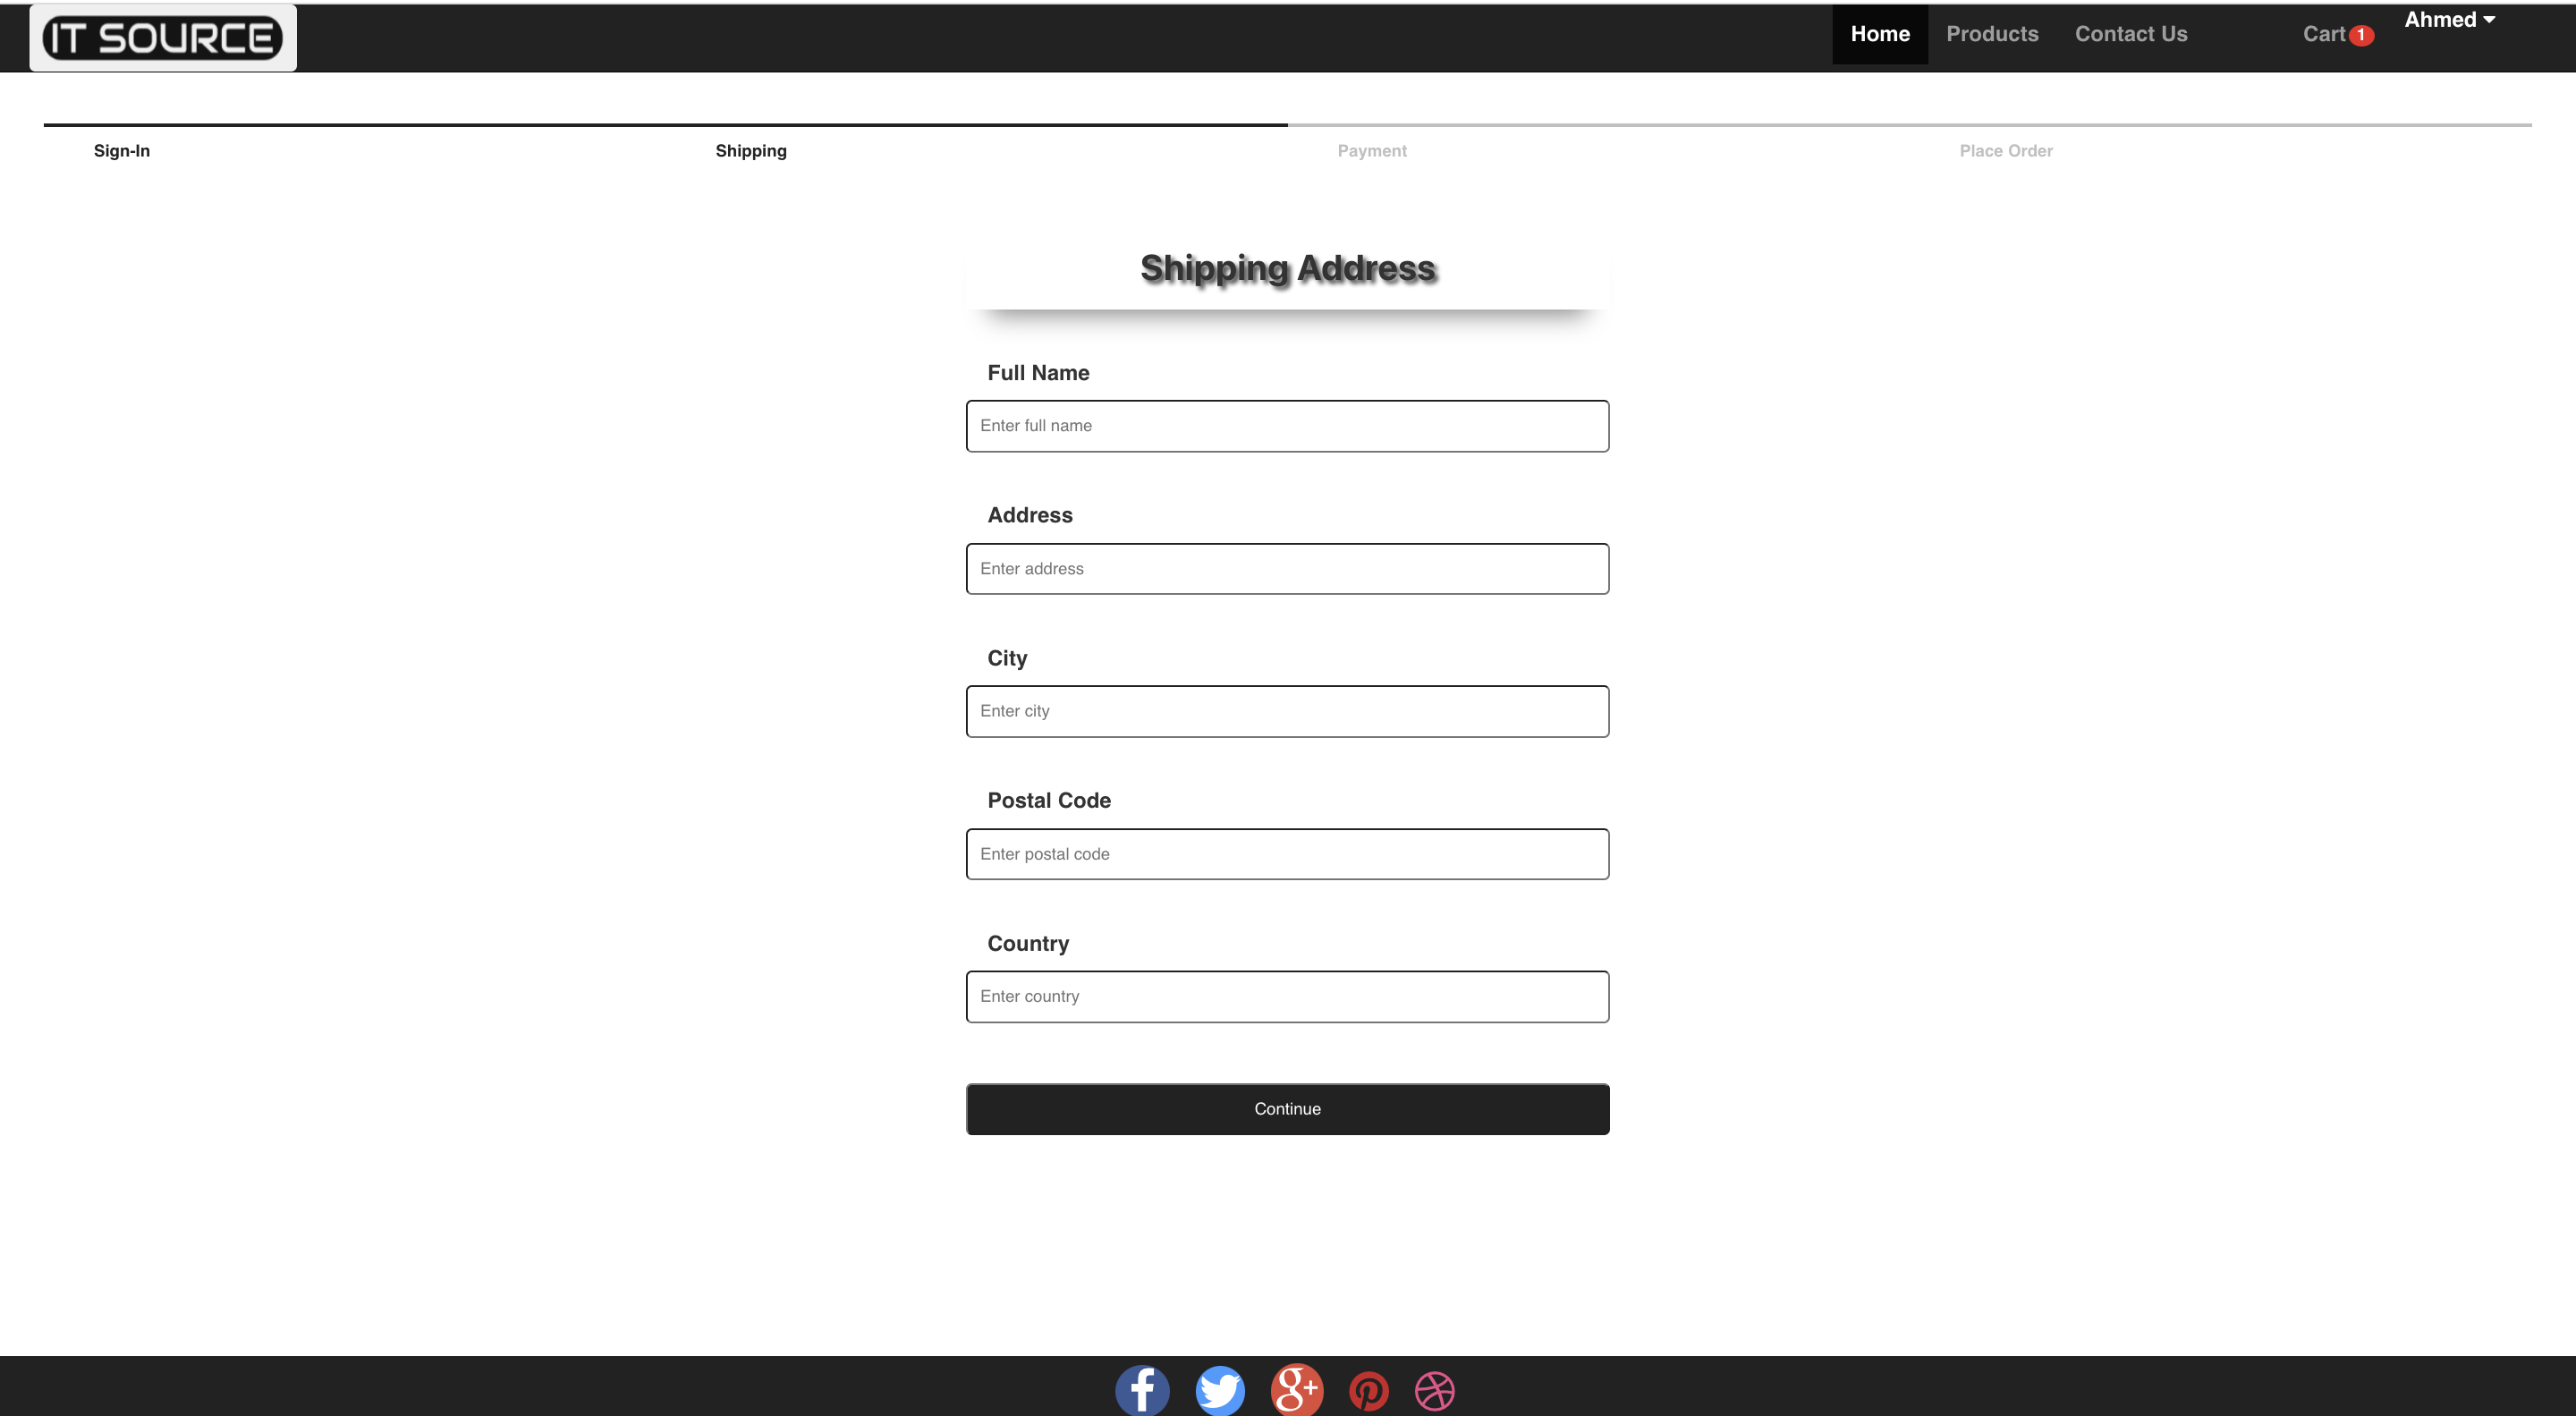 IT SOURCE
Home Products Contact Us Cart 1 Ahmed
Sign-In Shipping Payment Place Order
Shipping Address
Full Name
Enter full name
Address
Enter address
City
Enter city
Postal Code
Enter postal code
Country
Enter country
Continue